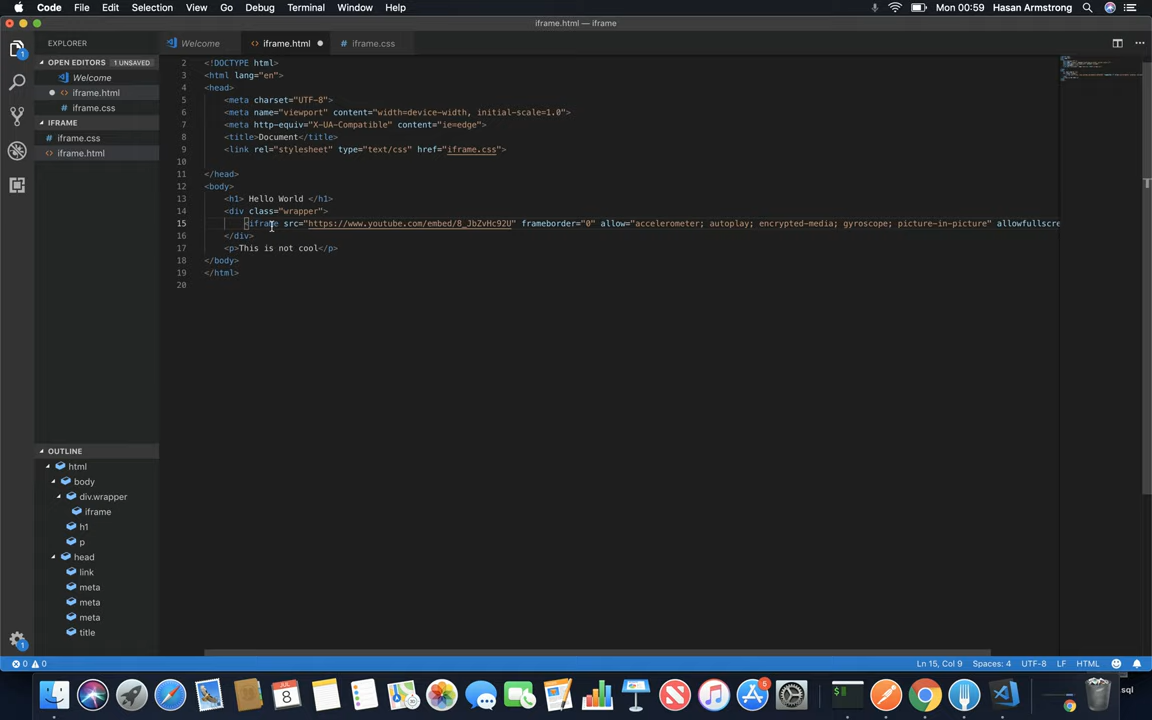 Code File Edit Selection View Go Debug Terminal Window Help
Mon 00:59 Hasan Armstrong
iframe.html — iframe
EXPLORER
OPEN EDITORS 1 UNSAVED
Welcome
iframe.html
iframe.css
IFRAME
iframe.css
iframe.html
OUTLINE
html
body
div.wrapper
iframe
h1
p
head
link
meta
meta
meta
title
Welcome
iframe.html
iframe.css
2 <!DOCTYPE html>
3 <html lang="en">
4 <head>
5 <meta charset="UTF-8">
6 <meta name="viewport" content="width=device-width, initial-scale=1.0">
7 <meta http-equiv="X-UA-Compatible" content="ie=edge">
8 <title>Document</title>
9 <link rel="stylesheet" type="text/css" href="iframe.css">
10
11 </head>
12 <body>
13 <h1> Hello World </h1>
14 <div class="wrapper">
15 <iframe src="https://www.youtube.com/embed/8_JbZvHc92U" frameborder="0" allow="accelerometer; autoplay; encrypted-media; gyroscope; picture-in-picture" allowfullscre
16 </div>
17 <p>This is not cool</p>
18 </body>
19 </html>
20
1
1
0 0
Ln 15, Col 9 Spaces: 4 UTF-8 LF HTML 1
8
5
sql